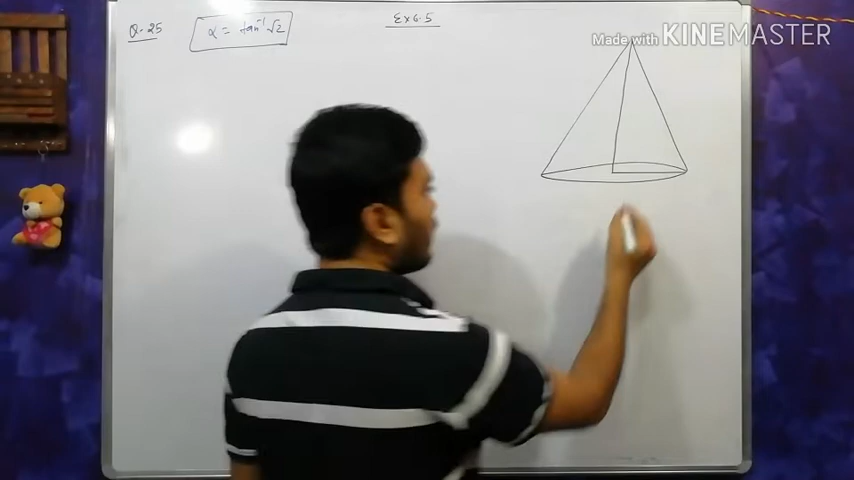 Q. 25
α = tan⁻¹ √2
Ex 6.5
Made with KINEMASTER